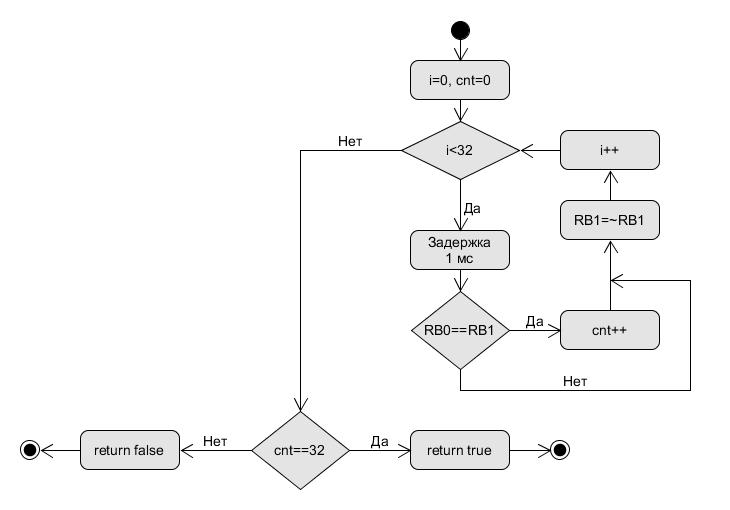 i=0, cnt=0
Нет
i<32
i++
Да
RB1=~RB1
Задержка
1 мс
RB0==RB1
Да
cnt++
Нет
return false
Нет
cnt==32
Да
return true